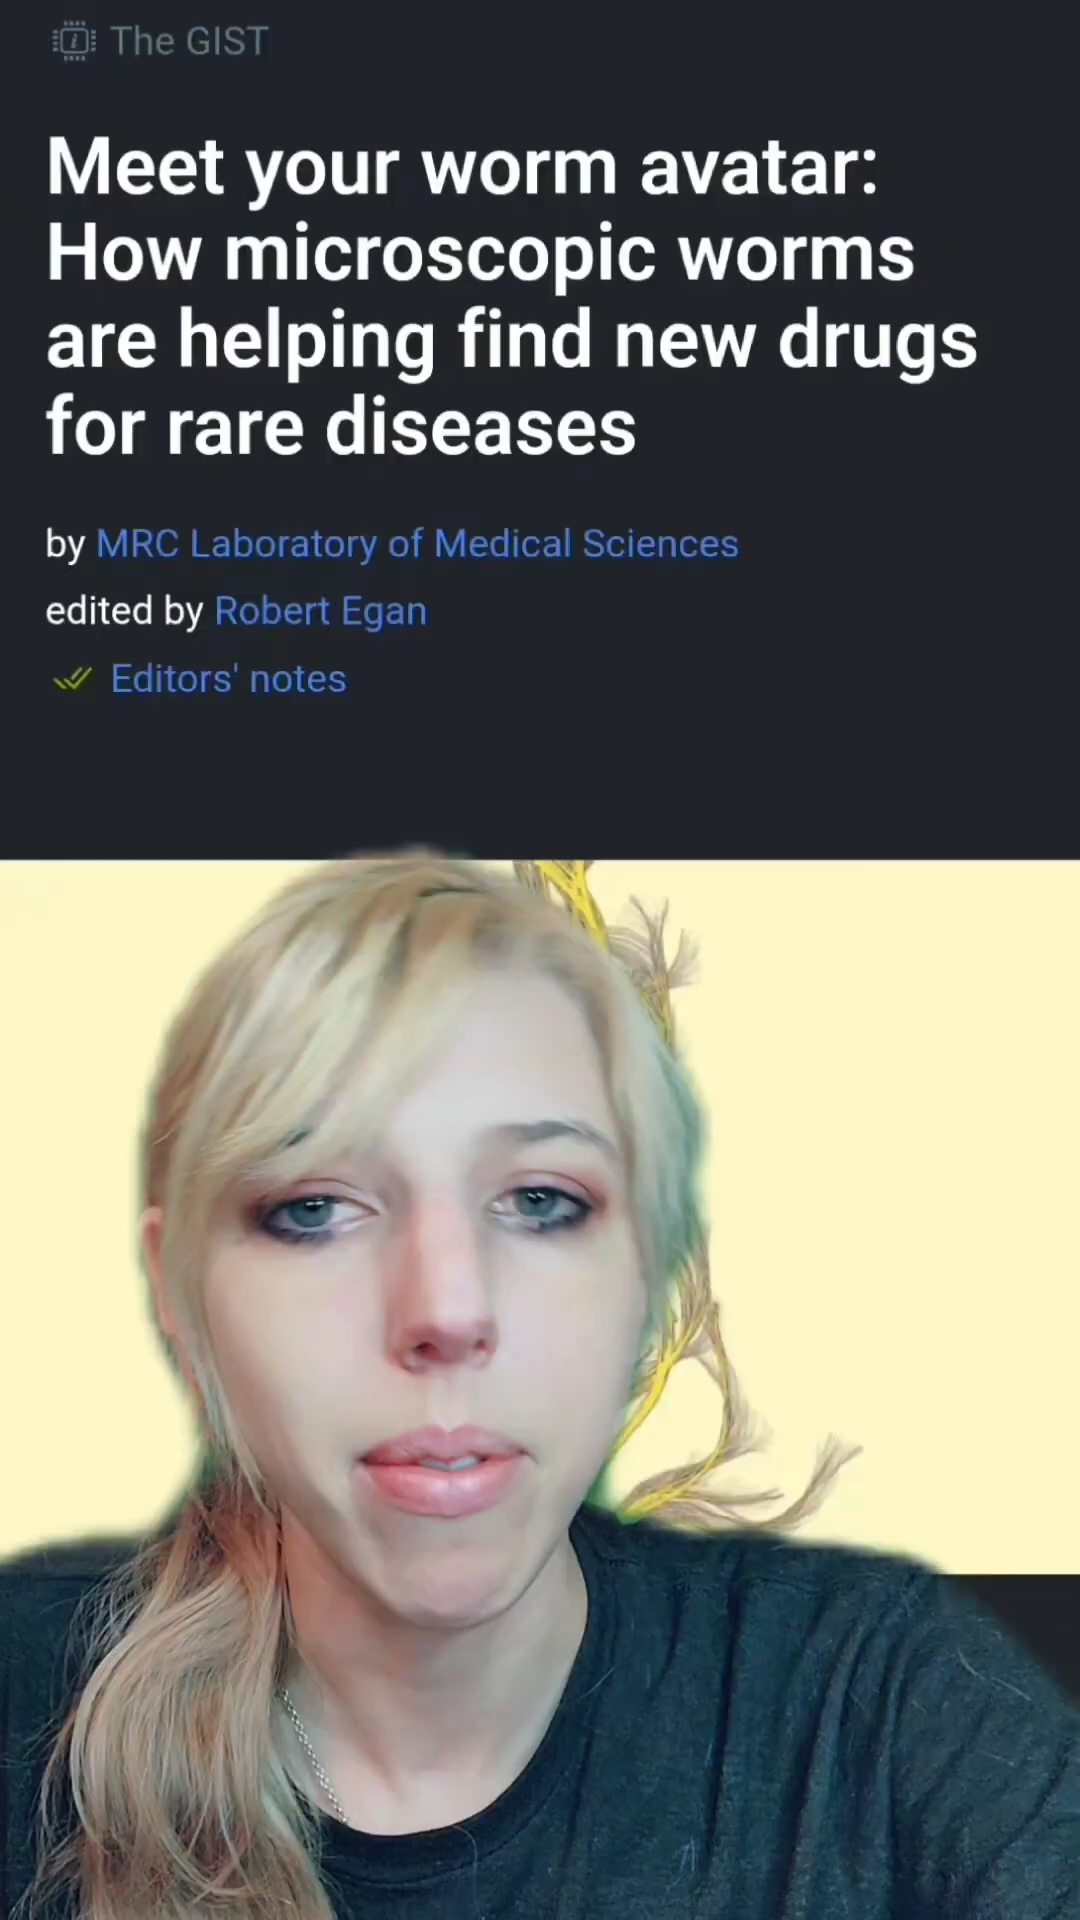 The GIST
Meet your worm avatar:
How microscopic worms
are helping find new drugs
for rare diseases
by MRC Laboratory of Medical Sciences
edited by Robert Egan
Editors' notes